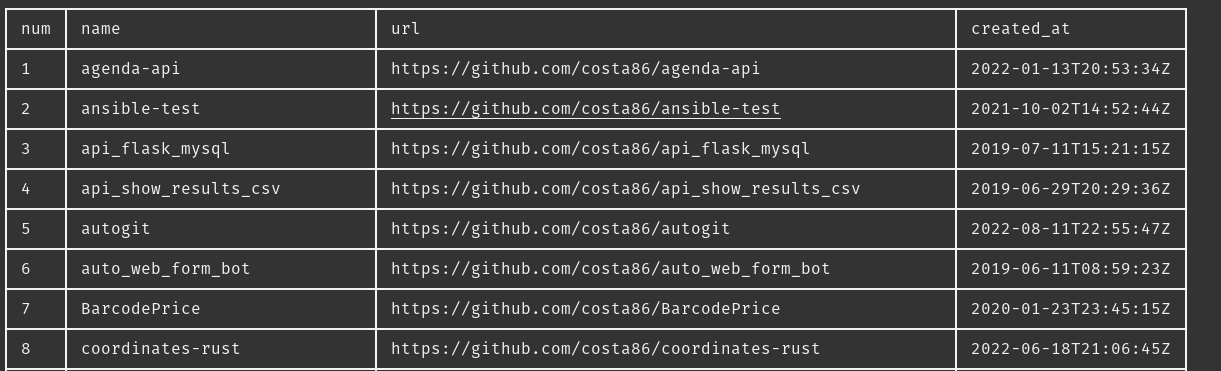 num name url created_at
1 agenda-api https://github.com/costa86/agenda-api 2022-01-13T20:53:34Z
2 ansible-test https://github.com/costa86/ansible-test 2021-10-02T14:52:44Z
3 api_flask_mysql https://github.com/costa86/api_flask_mysql 2019-07-11T15:21:15Z
4 api_show_results_csv https://github.com/costa86/api_show_results_csv 2019-06-29T20:29:36Z
5 autogit https://github.com/costa86/autogit 2022-08-11T22:55:47Z
6 auto_web_form_bot https://github.com/costa86/auto_web_form_bot 2019-06-11T08:59:23Z
7 BarcodePrice https://github.com/costa86/BarcodePrice 2020-01-23T23:45:15Z
8 coordinates-rust https://github.com/costa86/coordinates-rust 2022-06-18T21:06:45Z